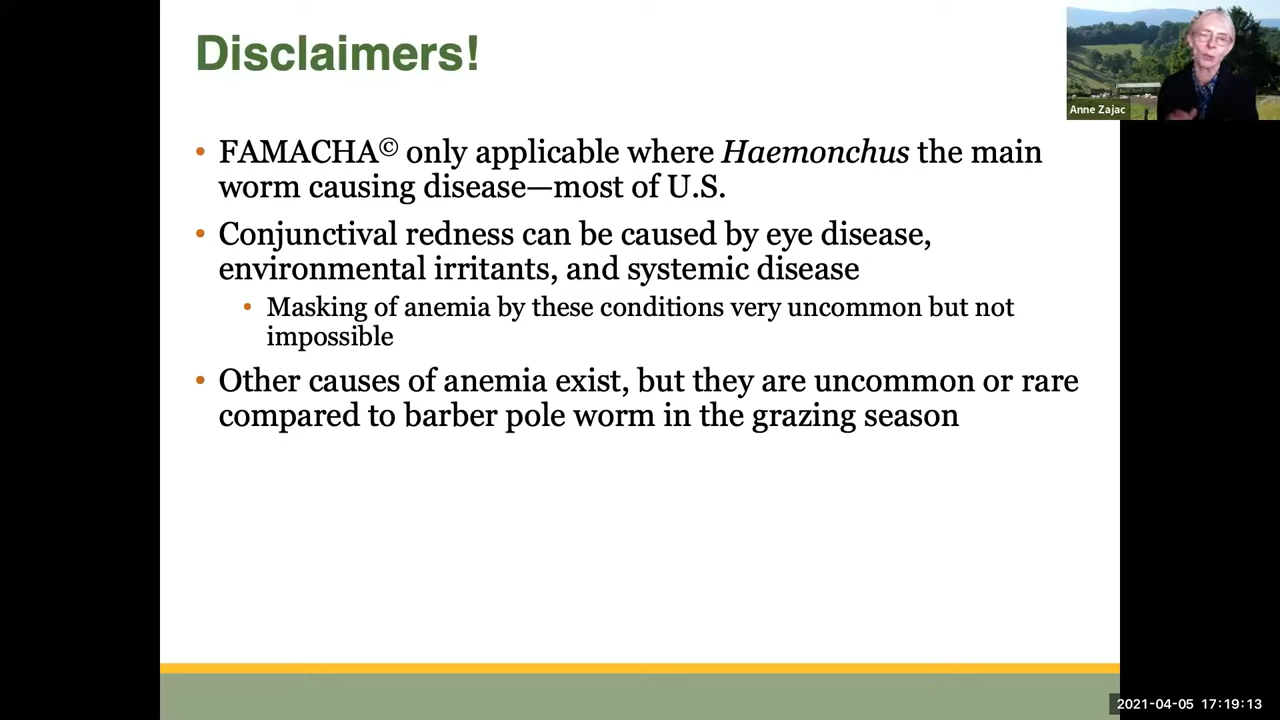 Disclaimers!
Anne Zajac
• FAMACHA© only applicable where Haemonchus the main
worm causing disease—most of U.S.
• Conjunctival redness can be caused by eye disease,
environmental irritants, and systemic disease
• Masking of anemia by these conditions very uncommon but not
impossible
• Other causes of anemia exist, but they are uncommon or rare
compared to barber pole worm in the grazing season
2021-04-05 17:19:13